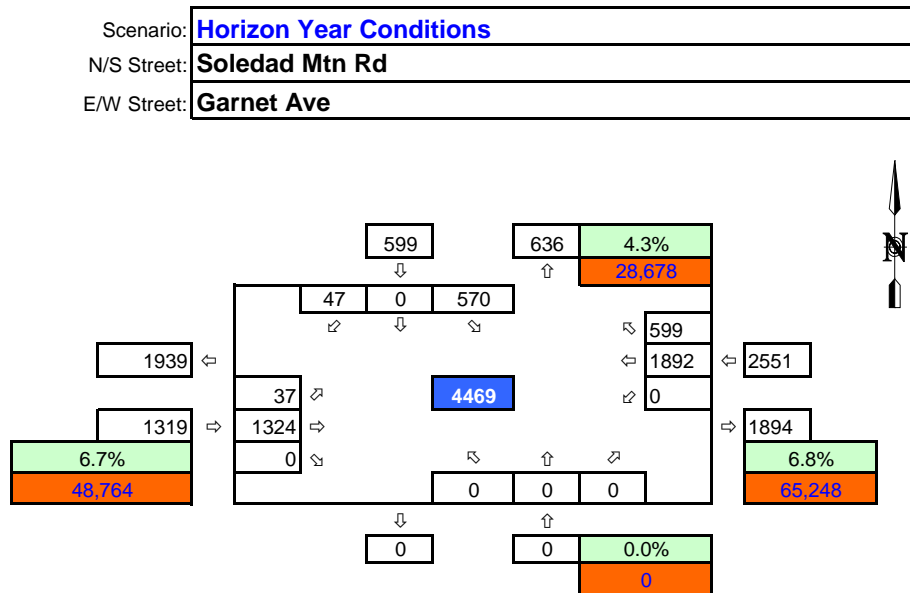 Scenario: Horizon Year Conditions
N/S Street: Soledad Mtn Rd
E/W Street: Garnet Ave
N
599 636 4.3%
⇩ ⇧ 28,678
47 0 570
⬃ ⇩ ⬂
⬁ 599
1939 ⇦ ⇦ 1892 ⇦ 2551
37 ⬀ 4469 ⬃ 0
1319 ⇨ 1324 ⇨ ⇨ 1894
6.7% 0 ⬂ ⬁ ⇧ ⬀ 6.8%
48,764 0 0 0 65,248
⇩ ⇧
0 0 0.0%
0